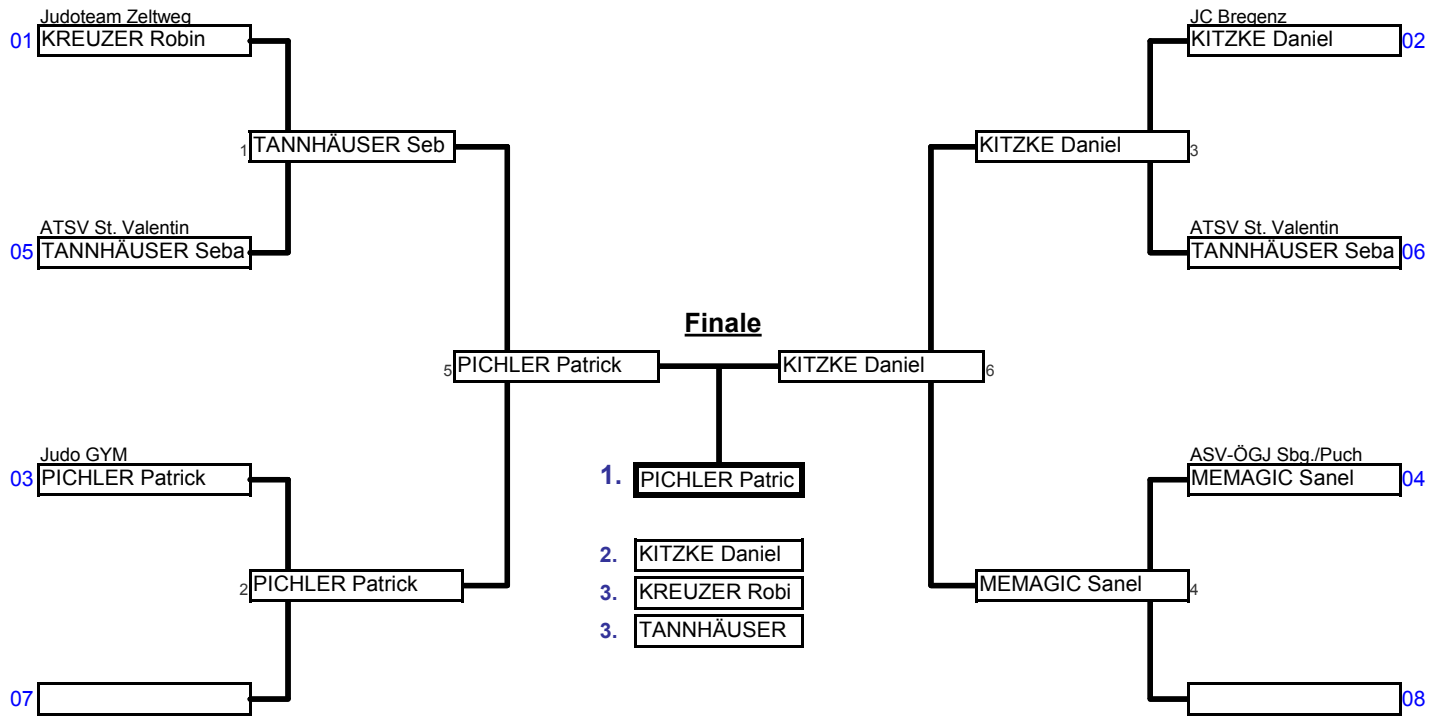 Judoteam Zeltweg
01 KREUZER Robin
JC Bregenz
KITZKE Daniel 02
1 TANNHÄUSER Seb
KITZKE Daniel 3
ATSV St. Valentin
05 TANNHÄUSER Seba
ATSV St. Valentin
TANNHÄUSER Seba 06
Finale
5 PICHLER Patrick
KITZKE Daniel 6
Judo GYM
03 PICHLER Patrick
1. PICHLER Patric
ASV-ÖGJ Sbg./Puch
MEMAGIC Sanel 04
2. KITZKE Daniel
3. KREUZER Robi
3. TANNHÄUSER
2 PICHLER Patrick
MEMAGIC Sanel 4
07
08